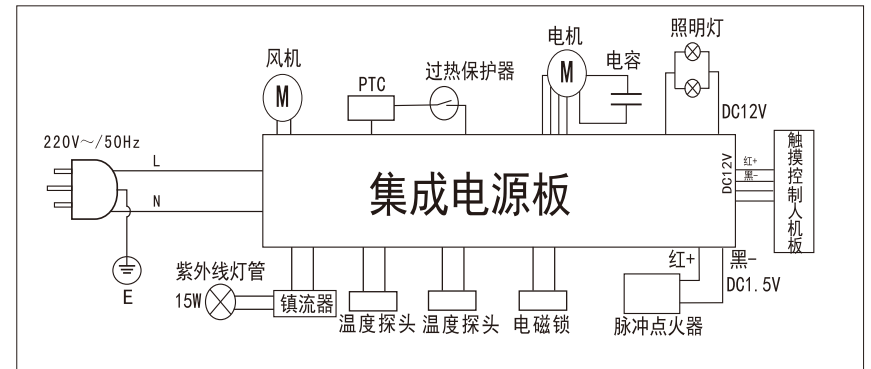 照明灯
电机
风机
电容
过热保护器
PTC
M
M
DC12V
220V～/50Hz
L
N
集成电源板
DC12V
红+
黑-
触摸控制人机板
E
紫外线灯管
15W
镇流器
温度探头
温度探头
电磁锁
红+
黑-
DC1.5V
脉冲点火器